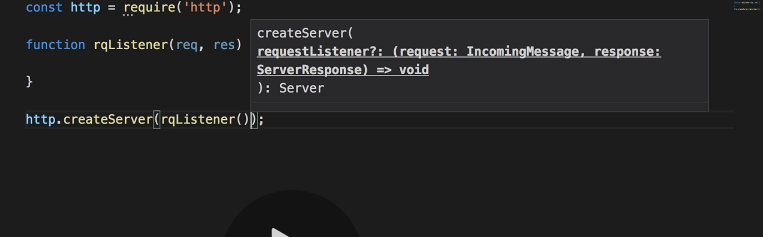 const http = require('http');
function rqListener(req, res)
createServer(
requestListener?: (request: IncomingMessage, response:
ServerResponse) => void
): Server
}
http.createServer(rqListener());